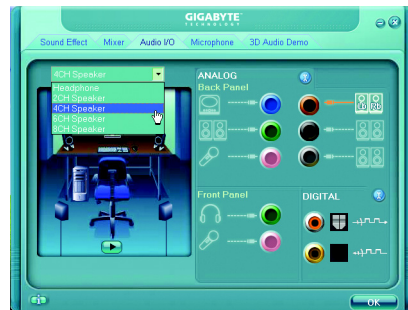 GIGABYTE
TECHNOLOGY
Sound Effect Mixer Audio I/O Microphone 3D Audio Demo
4CH Speaker
Headphone
2CH Speaker
4CH Speaker
6CH Speaker
8CH Speaker
ANALOG
Back Panel
Front Panel
DIGITAL
OK